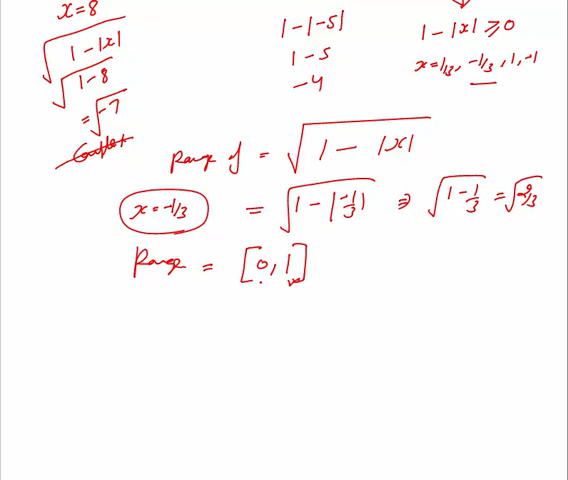 x=8
√1-|x|
√1-8
=√-7
1-|-5|
1-5
-4
1-|x| ≥ 0
x=1/3, -1/3, 1, -1
Range of = √1 - |x|
x=-1/3 = √1-|-1/3| ⇒ √1-1/3 = √2/3
Range = [0,1]